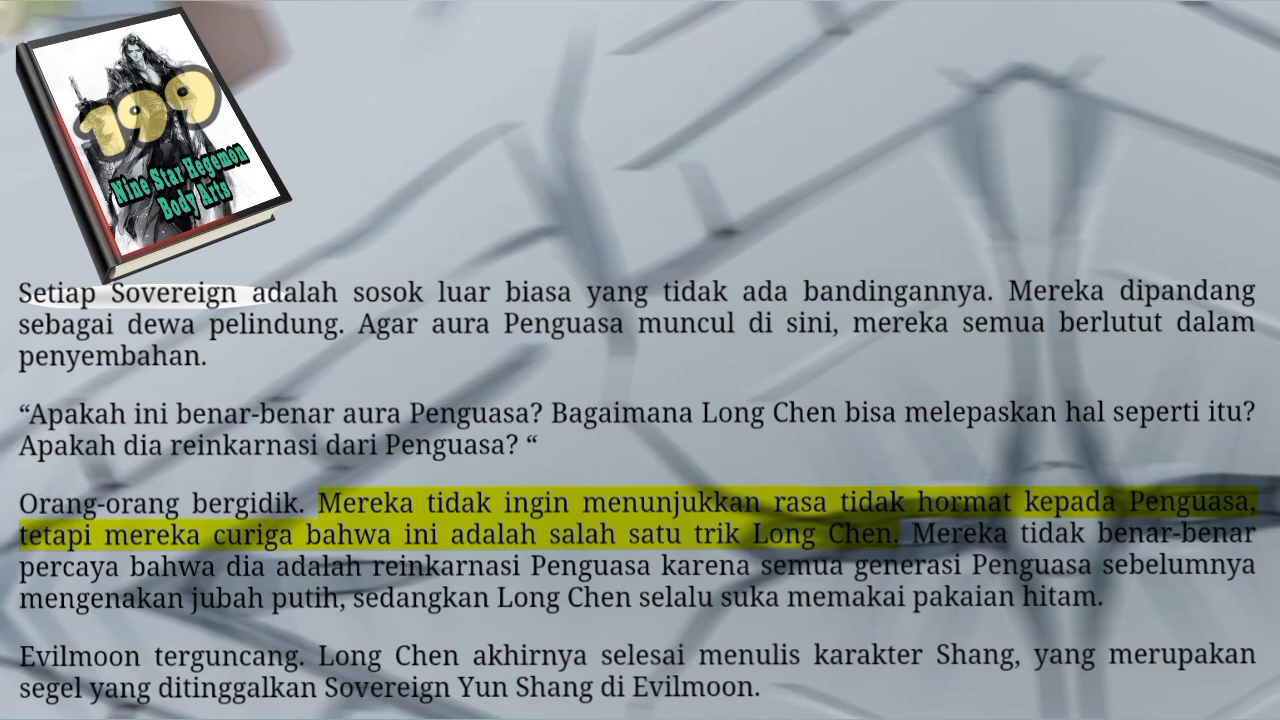 199
Nine Star Hegemon
Body Arts
Setiap Sovereign adalah sosok luar biasa yang tidak ada bandingannya. Mereka dipandang
sebagai dewa pelindung. Agar aura Penguasa muncul di sini, mereka semua berlutut dalam
penyembahan.
“Apakah ini benar-benar aura Penguasa? Bagaimana Long Chen bisa melepaskan hal seperti itu?
Apakah dia reinkarnasi dari Penguasa? “
Orang-orang bergidik. Mereka tidak ingin menunjukkan rasa tidak hormat kepada Penguasa,
tetapi mereka curiga bahwa ini adalah salah satu trik Long Chen. Mereka tidak benar-benar
percaya bahwa dia adalah reinkarnasi Penguasa karena semua generasi Penguasa sebelumnya
mengenakan jubah putih, sedangkan Long Chen selalu suka memakai pakaian hitam.
Evilmoon terguncang. Long Chen akhirnya selesai menulis karakter Shang, yang merupakan
segel yang ditinggalkan Sovereign Yun Shang di Evilmoon.